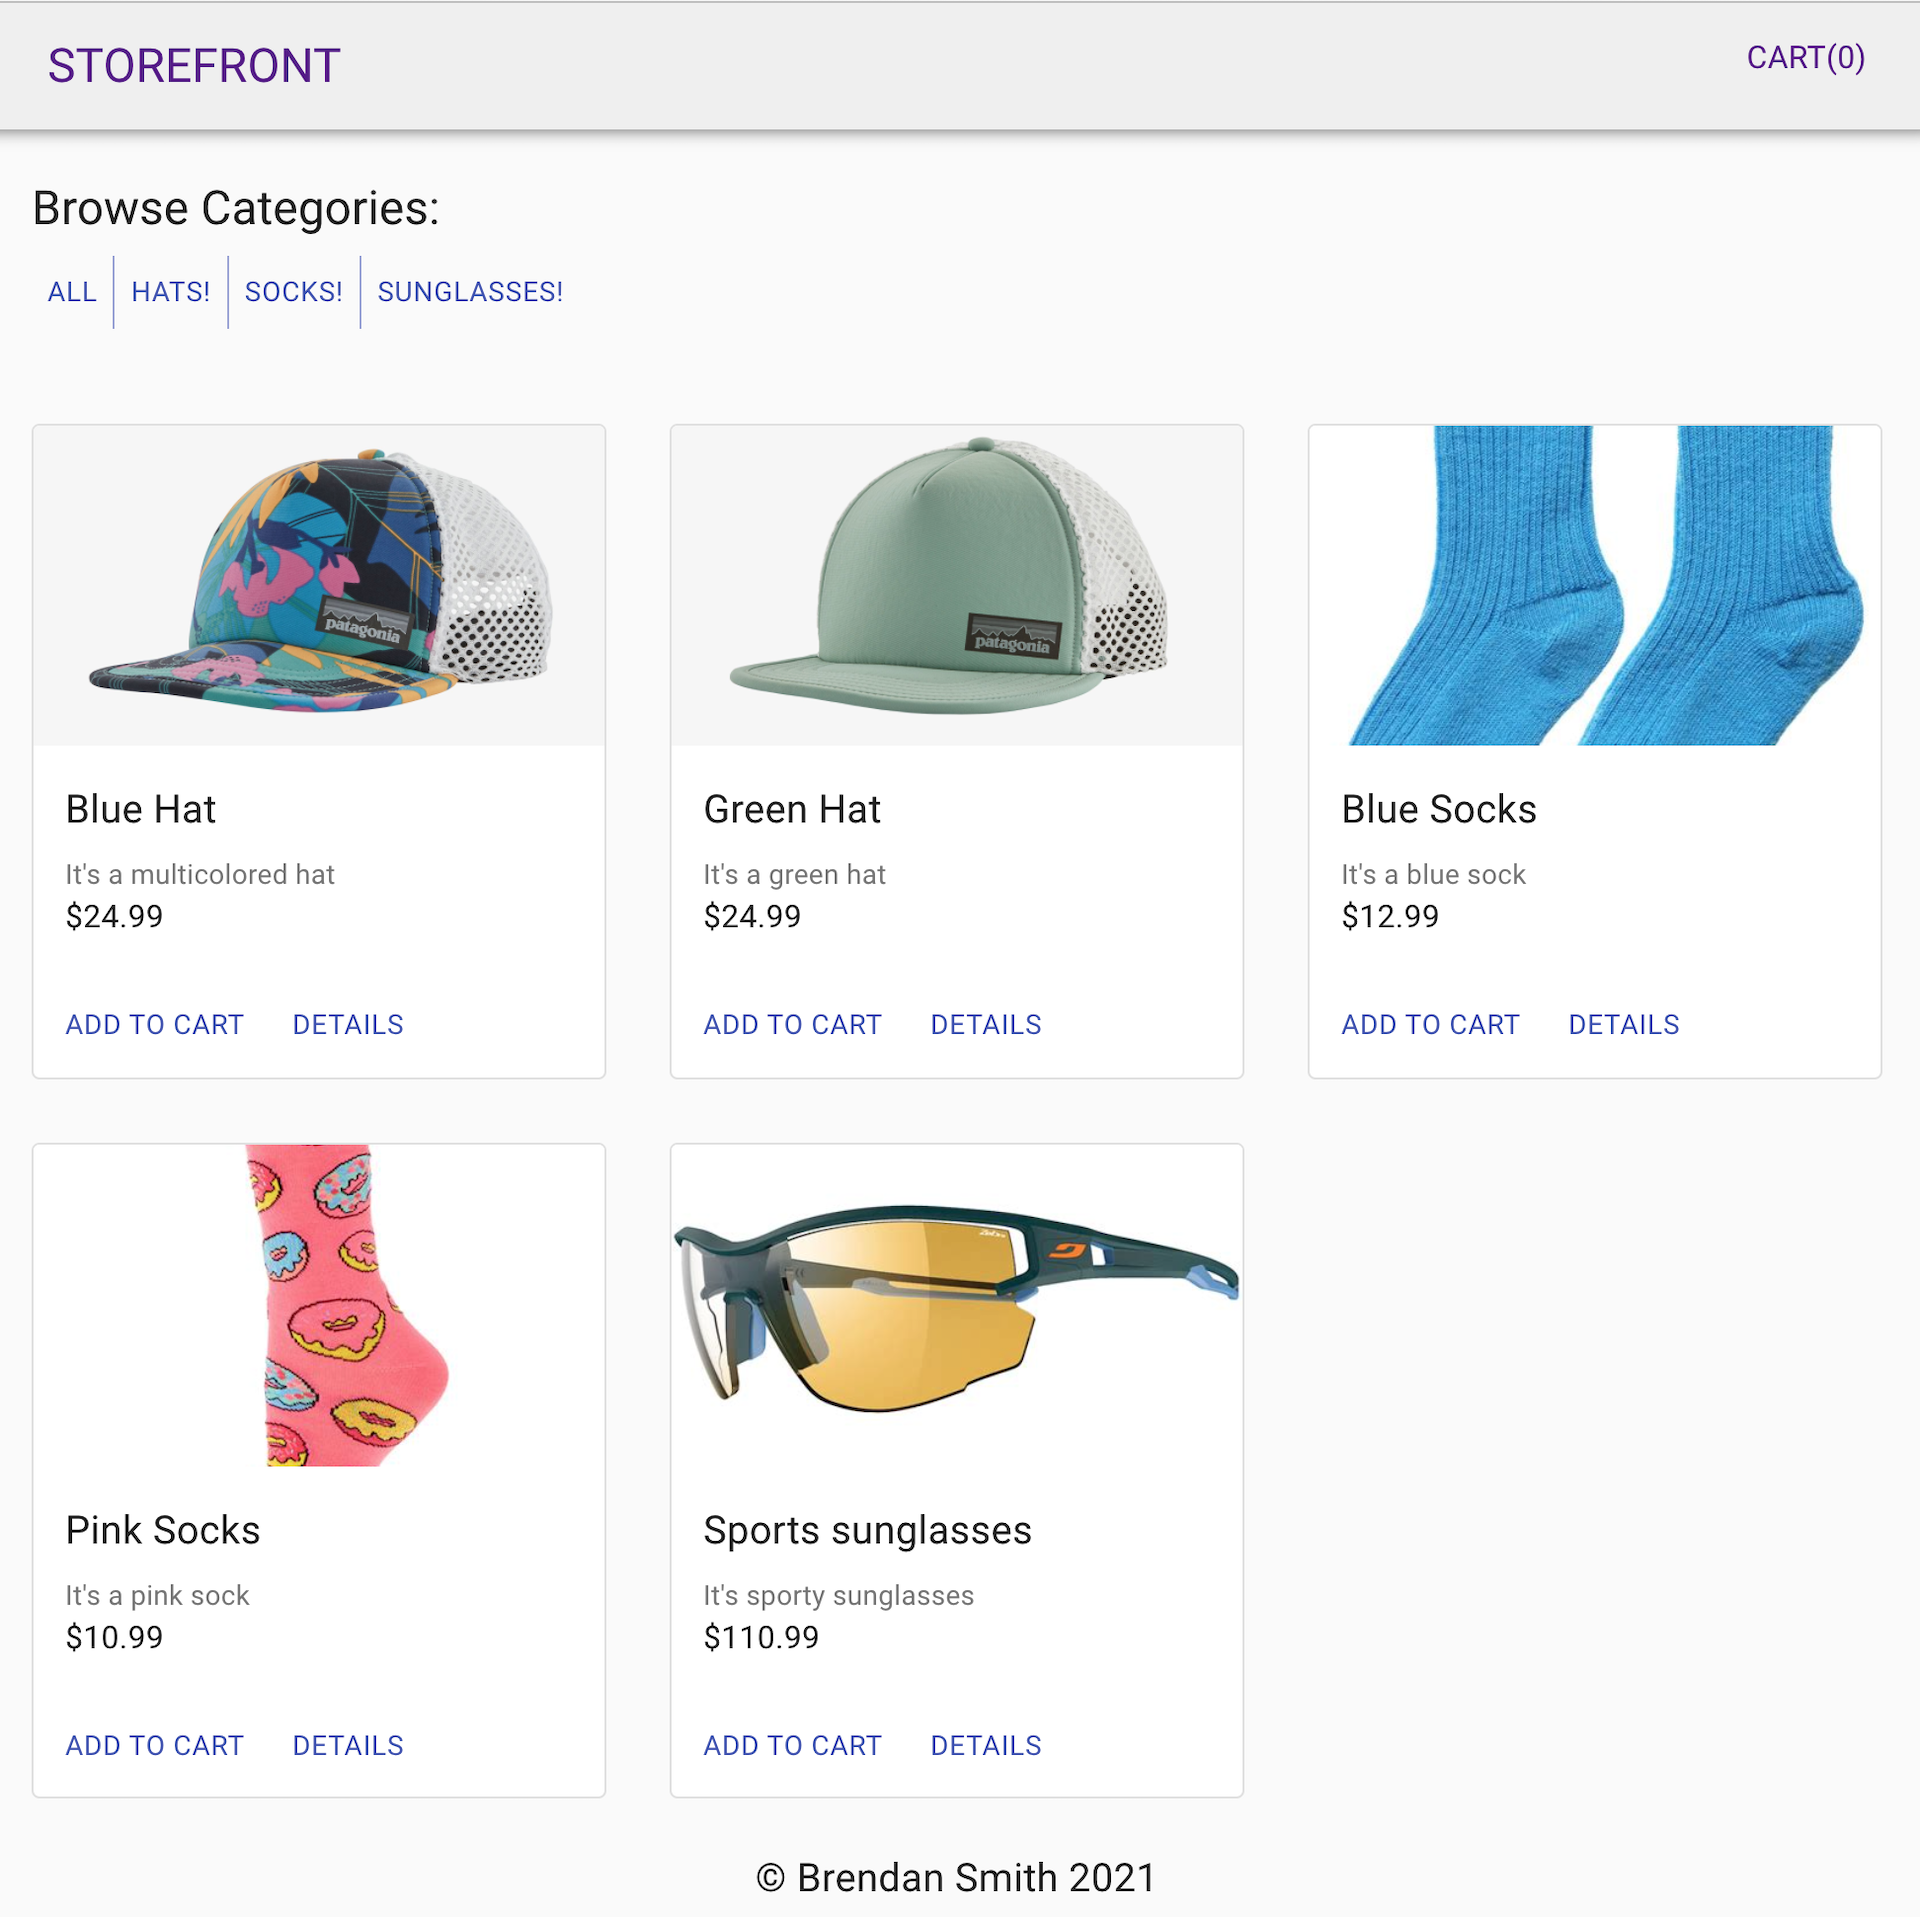 STOREFRONT
CART(0)
Browse Categories:
ALL
HATS!
SOCKS!
SUNGLASSES!
patagonia
Blue Hat
It's a multicolored hat
$24.99
ADD TO CART
DETAILS
patagonia
Green Hat
It's a green hat
$24.99
ADD TO CART
DETAILS
Blue Socks
It's a blue sock
$12.99
ADD TO CART
DETAILS
Pink Socks
It's a pink sock
$10.99
ADD TO CART
DETAILS
Sports sunglasses
It's sporty sunglasses
$110.99
ADD TO CART
DETAILS
© Brendan Smith 2021